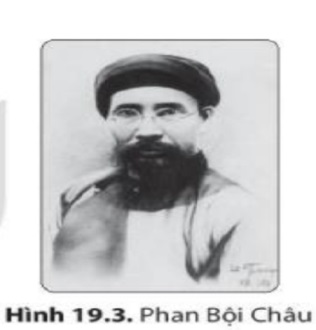 Hình 19.3. Phan Bội Châu